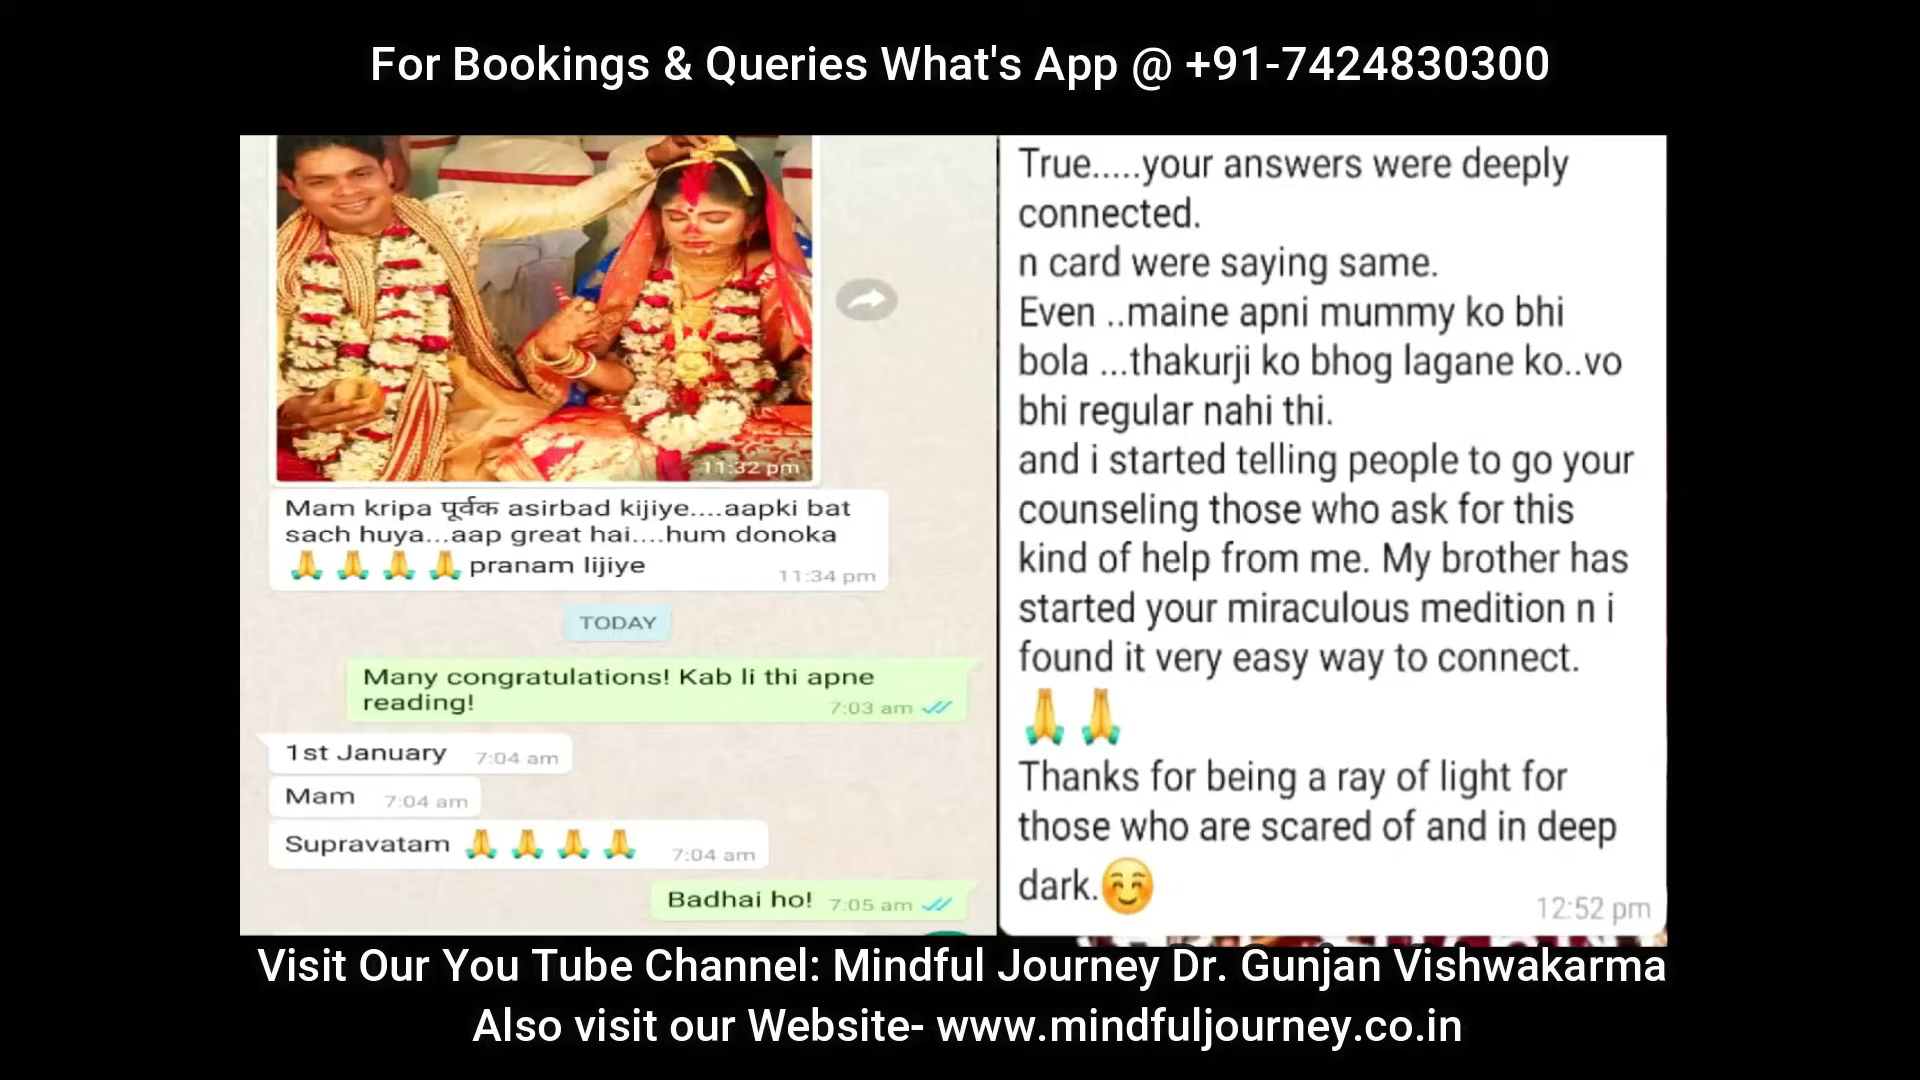 For Bookings & Queries What's App @ +91-7424830300
11:32 pm
Mam kripa पूर्वक asirbad kijiye....aapki bat
sach huya...aap great hai....hum donoka
🙏 🙏 🙏 🙏 pranam lijiye 11:34 pm
TODAY
Many congratulations! Kab li thi apne
reading! 7:03 am
1st January 7:04 am
Mam 7:04 am
Supravatam 🙏 🙏 🙏 🙏 7:04 am
Badhai ho! 7:05 am
True.....your answers were deeply
connected.
n card were saying same.
Even ..maine apni mummy ko bhi
bola ...thakurji ko bhog lagane ko..vo
bhi regular nahi thi.
and i started telling people to go your
counseling those who ask for this
kind of help from me. My brother has
started your miraculous medition n i
found it very easy way to connect.
🙏 🙏
Thanks for being a ray of light for
those who are scared of and in deep
dark.😊
12:52 pm
Visit Our You Tube Channel: Mindful Journey Dr. Gunjan Vishwakarma
Also visit our Website- www.mindfuljourney.co.in